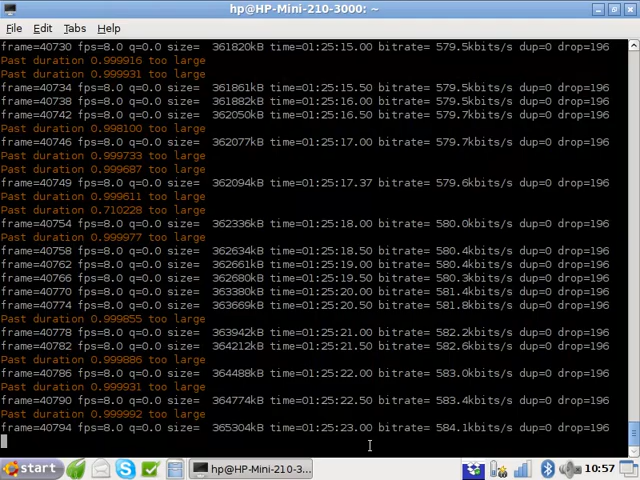 hp@HP-Mini-210-3000: ~
File Edit Tabs Help
frame=40730 fps=8.0 q=0.0 size=  361820kB time=01:25:15.00 bitrate= 579.5kbits/s dup=0 drop=196
Past duration 0.999916 too large
Past duration 0.999931 too large
frame=40734 fps=8.0 q=0.0 size=  361861kB time=01:25:15.50 bitrate= 579.5kbits/s dup=0 drop=196
frame=40738 fps=8.0 q=0.0 size=  361882kB time=01:25:16.00 bitrate= 579.5kbits/s dup=0 drop=196
frame=40742 fps=8.0 q=0.0 size=  362050kB time=01:25:16.50 bitrate= 579.7kbits/s dup=0 drop=196
Past duration 0.998100 too large
frame=40746 fps=8.0 q=0.0 size=  362077kB time=01:25:17.00 bitrate= 579.7kbits/s dup=0 drop=196
Past duration 0.999733 too large
Past duration 0.999687 too large
frame=40749 fps=8.0 q=0.0 size=  362094kB time=01:25:17.37 bitrate= 579.6kbits/s dup=0 drop=196
Past duration 0.999611 too large
Past duration 0.710228 too large
frame=40754 fps=8.0 q=0.0 size=  362336kB time=01:25:18.00 bitrate= 580.0kbits/s dup=0 drop=196
Past duration 0.999977 too large
frame=40758 fps=8.0 q=0.0 size=  362634kB time=01:25:18.50 bitrate= 580.4kbits/s dup=0 drop=196
frame=40762 fps=8.0 q=0.0 size=  362661kB time=01:25:19.00 bitrate= 580.4kbits/s dup=0 drop=196
frame=40766 fps=8.0 q=0.0 size=  362680kB time=01:25:19.50 bitrate= 580.3kbits/s dup=0 drop=196
frame=40770 fps=8.0 q=0.0 size=  363380kB time=01:25:20.00 bitrate= 581.4kbits/s dup=0 drop=196
frame=40774 fps=8.0 q=0.0 size=  363669kB time=01:25:20.50 bitrate= 581.8kbits/s dup=0 drop=196
Past duration 0.999855 too large
frame=40778 fps=8.0 q=0.0 size=  363942kB time=01:25:21.00 bitrate= 582.2kbits/s dup=0 drop=196
frame=40782 fps=8.0 q=0.0 size=  364212kB time=01:25:21.50 bitrate= 582.6kbits/s dup=0 drop=196
Past duration 0.999886 too large
frame=40786 fps=8.0 q=0.0 size=  364488kB time=01:25:22.00 bitrate= 583.0kbits/s dup=0 drop=196
Past duration 0.999931 too large
frame=40790 fps=8.0 q=0.0 size=  364774kB time=01:25:22.50 bitrate= 583.4kbits/s dup=0 drop=196
Past duration 0.999992 too large
frame=40794 fps=8.0 q=0.0 size=  365304kB time=01:25:23.00 bitrate= 584.1kbits/s dup=0 drop=196
start
hp@HP-Mini-210-3...
10:57